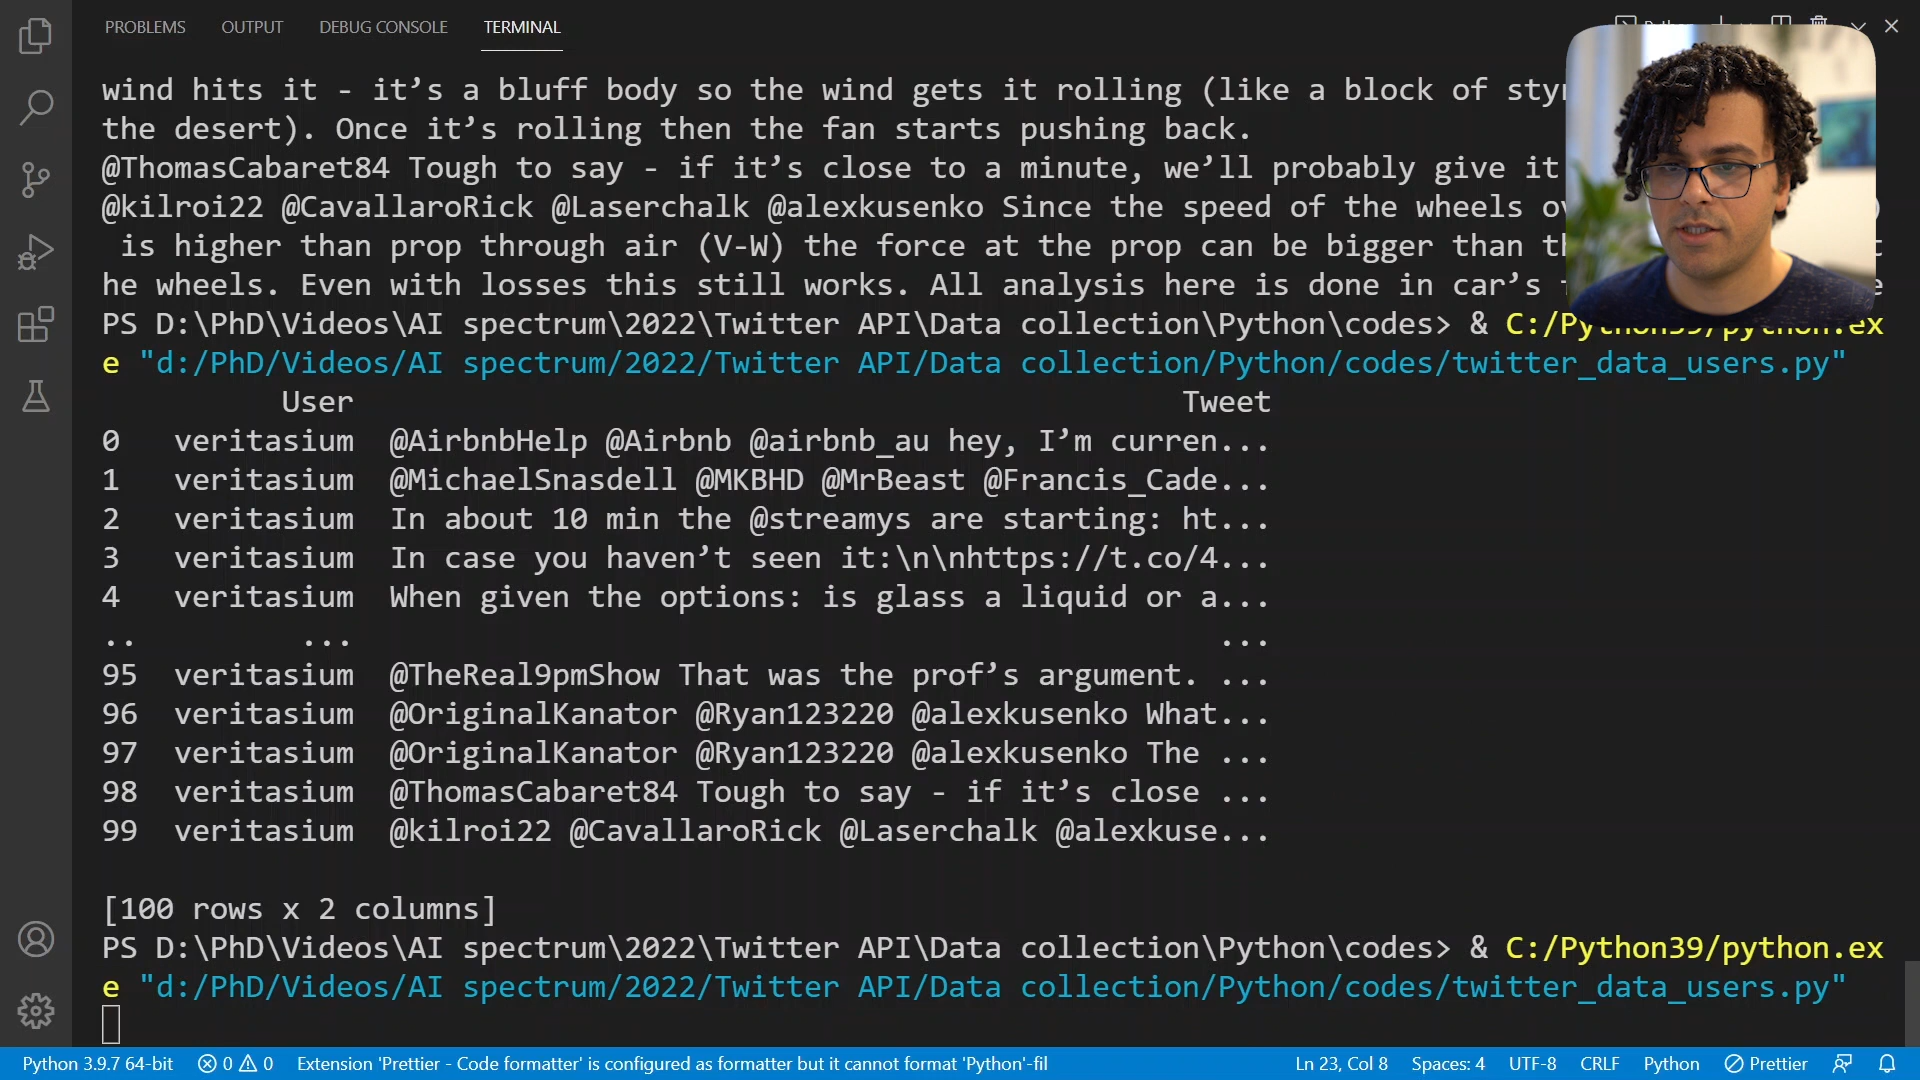 PROBLEMS OUTPUT DEBUG CONSOLE TERMINAL
wind hits it - it’s a bluff body so the wind gets it rolling (like a block of
the desert). Once it’s rolling then the fan starts pushing back.
@ThomasCabaret84 Tough to say - if it’s close to a minute, we’ll probably give it
@kilroi22 @CavallaroRick @Laserchalk @alexkusenko Since the speed of the wheels
is higher than prop through air (V-W) the force at the prop can be bigger than
he wheels. Even with losses this still works. All analysis here is done in car’s
PS D:\PhD\Videos\AI spectrum\2022\Twitter API\Data collection\Python\codes> & C:/Python39/python.ex
e "d:/PhD/Videos/AI spectrum/2022/Twitter API/Data collection/Python/codes/twitter_data_users.py"
User Tweet
0 veritasium @AirbnbHelp @Airbnb @airbnb_au hey, I’m curren...
1 veritasium @MichaelSnasdell @MKBHD @MrBeast @Francis_Cade...
2 veritasium In about 10 min the @streamys are starting: ht...
3 veritasium In case you haven’t seen it:\n\nhttps://t.co/4...
4 veritasium When given the options: is glass a liquid or a...
.. ... ...
95 veritasium @TheReal9pmShow That was the prof’s argument. ...
96 veritasium @OriginalKanator @Ryan123220 @alexkusenko What...
97 veritasium @OriginalKanator @Ryan123220 @alexkusenko The ...
98 veritasium @ThomasCabaret84 Tough to say - if it’s close ...
99 veritasium @kilroi22 @CavallaroRick @Laserchalk @alexkuse...
[100 rows x 2 columns]
PS D:\PhD\Videos\AI spectrum\2022\Twitter API\Data collection\Python\codes> & C:/Python39/python.ex
e "d:/PhD/Videos/AI spectrum/2022/Twitter API/Data collection/Python/codes/twitter_data_users.py"
Python 3.9.7 64-bit 0 0 Extension 'Prettier - Code formatter' is configured as formatter but it cannot format 'Python'-fil Ln 23, Col 8 Spaces: 4 UTF-8 CRLF Python Prettier